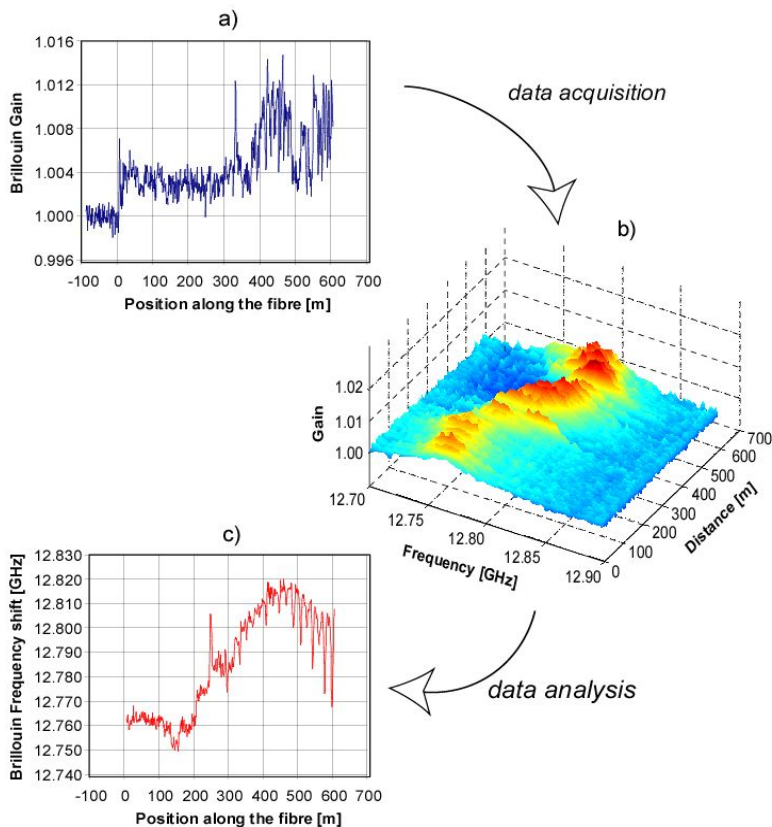 a)
1.016
1.012
1.008
1.004
1.000
0.996
Brillouin Gain
-100 0 100 200 300 400 500 600 700
Position along the fibre [m]
data acquisition
b)
1.02
1.01
1.00
Gain
12.70
12.75
12.80
12.85
12.90
Frequency [GHz]
0
100
200
300
400
500
600
700
Distance [m]
data analysis
c)
12.830
12.820
12.810
12.800
12.790
12.780
12.770
12.760
12.750
12.740
Brillouin Frequency shift [GHz]
-100 0 100 200 300 400 500 600 700
Position along the fibre [m]